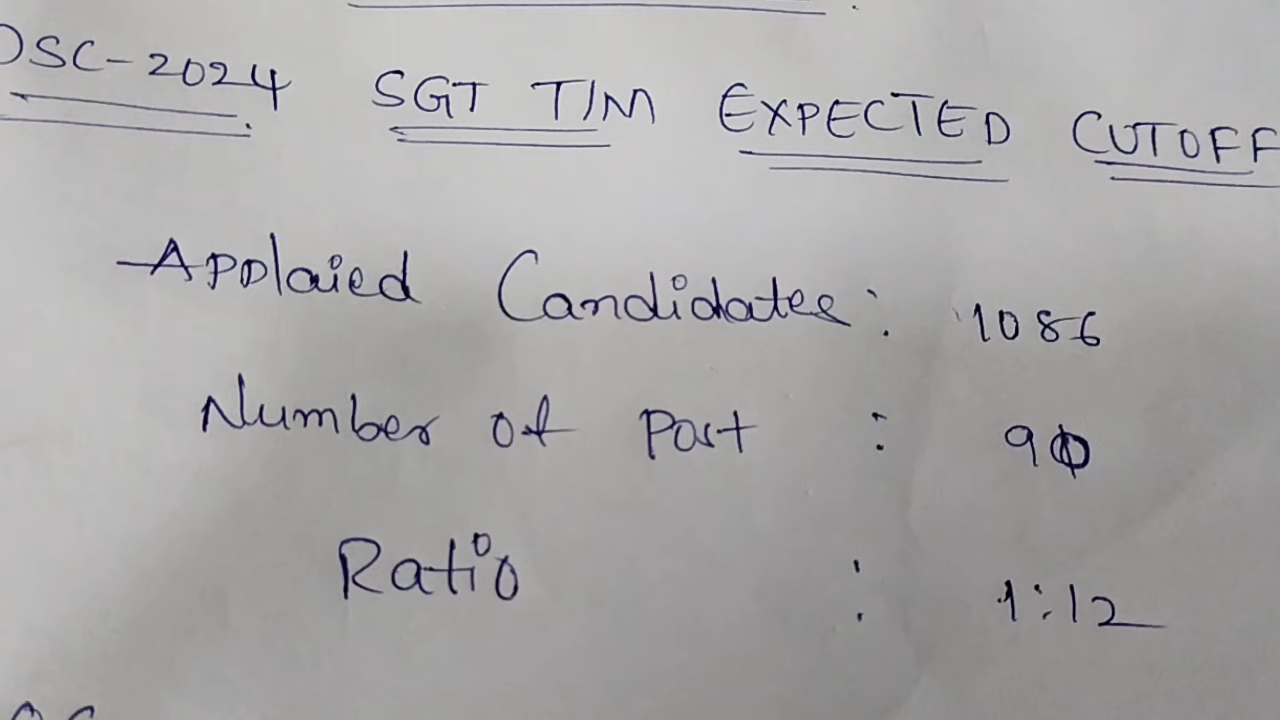 DSC-2024 SGT T/M EXPECTED CUTOFF
Applaied Candidates: 1086
Number of Post : 90
Ratio : 1:12